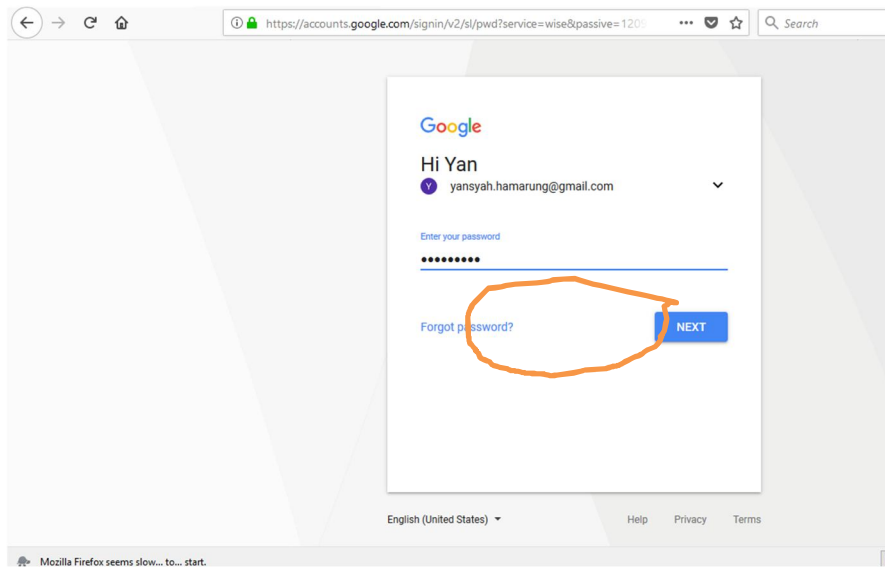 https://accounts.google.com/signin/v2/sl/pwd?service=wise&passive=1209
Search
Google
Hi Yan
Y yansyah.hamarung@gmail.com
Enter your password
•••••••••
Forgot password? NEXT
English (United States) Help Privacy Terms
Mozilla Firefox seems slow... to... start.